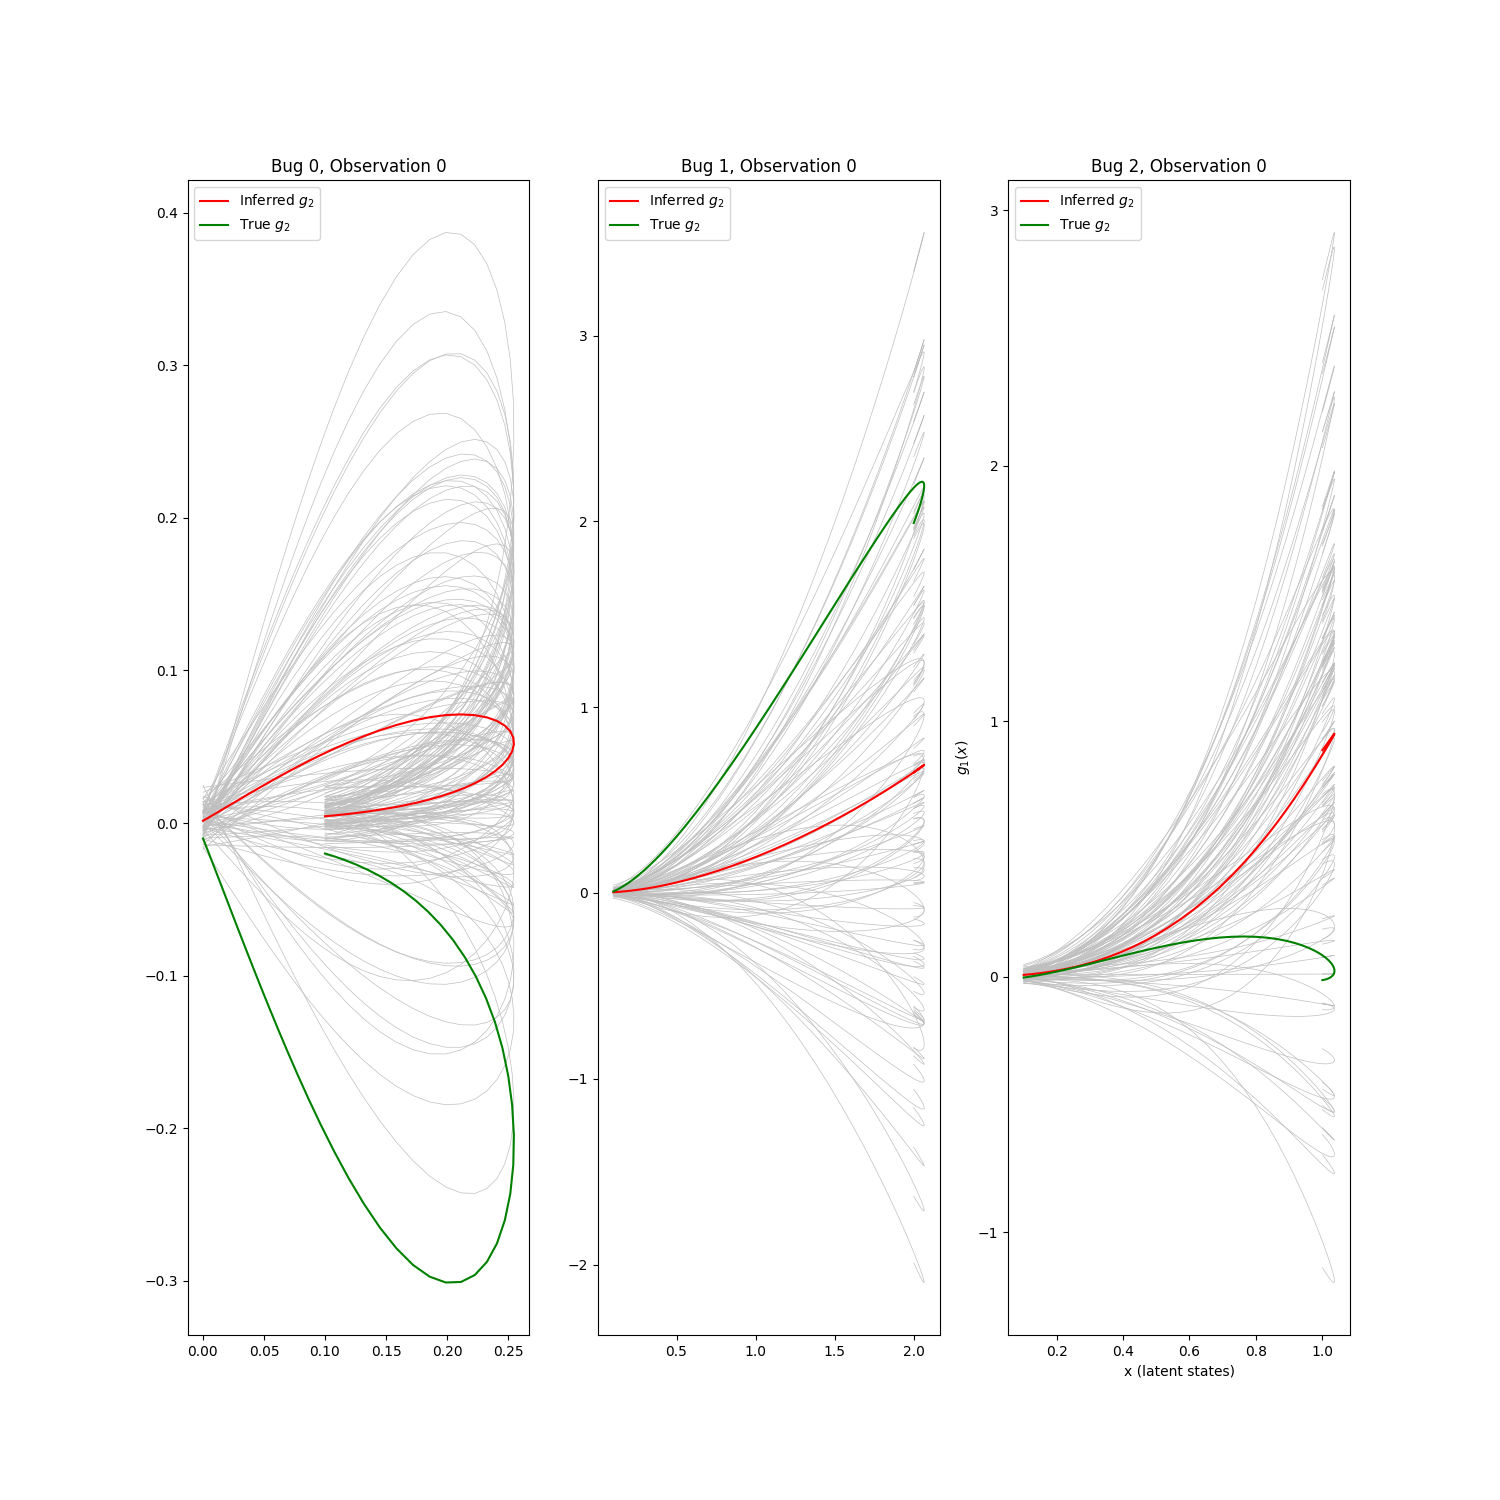 Bug 0, Observation 0
Inferred g₂
True g₂
0.4
0.3
0.2
0.1
0.0
−0.1
−0.2
−0.3
0.00 0.05 0.10 0.15 0.20 0.25
Bug 1, Observation 0
Inferred g₂
True g₂
3
2
1
0
−1
−2
0.5 1.0 1.5 2.0
Bug 2, Observation 0
Inferred g₂
True g₂
g₁(x)
3
2
1
0
−1
0.2 0.4 0.6 0.8 1.0
x (latent states)